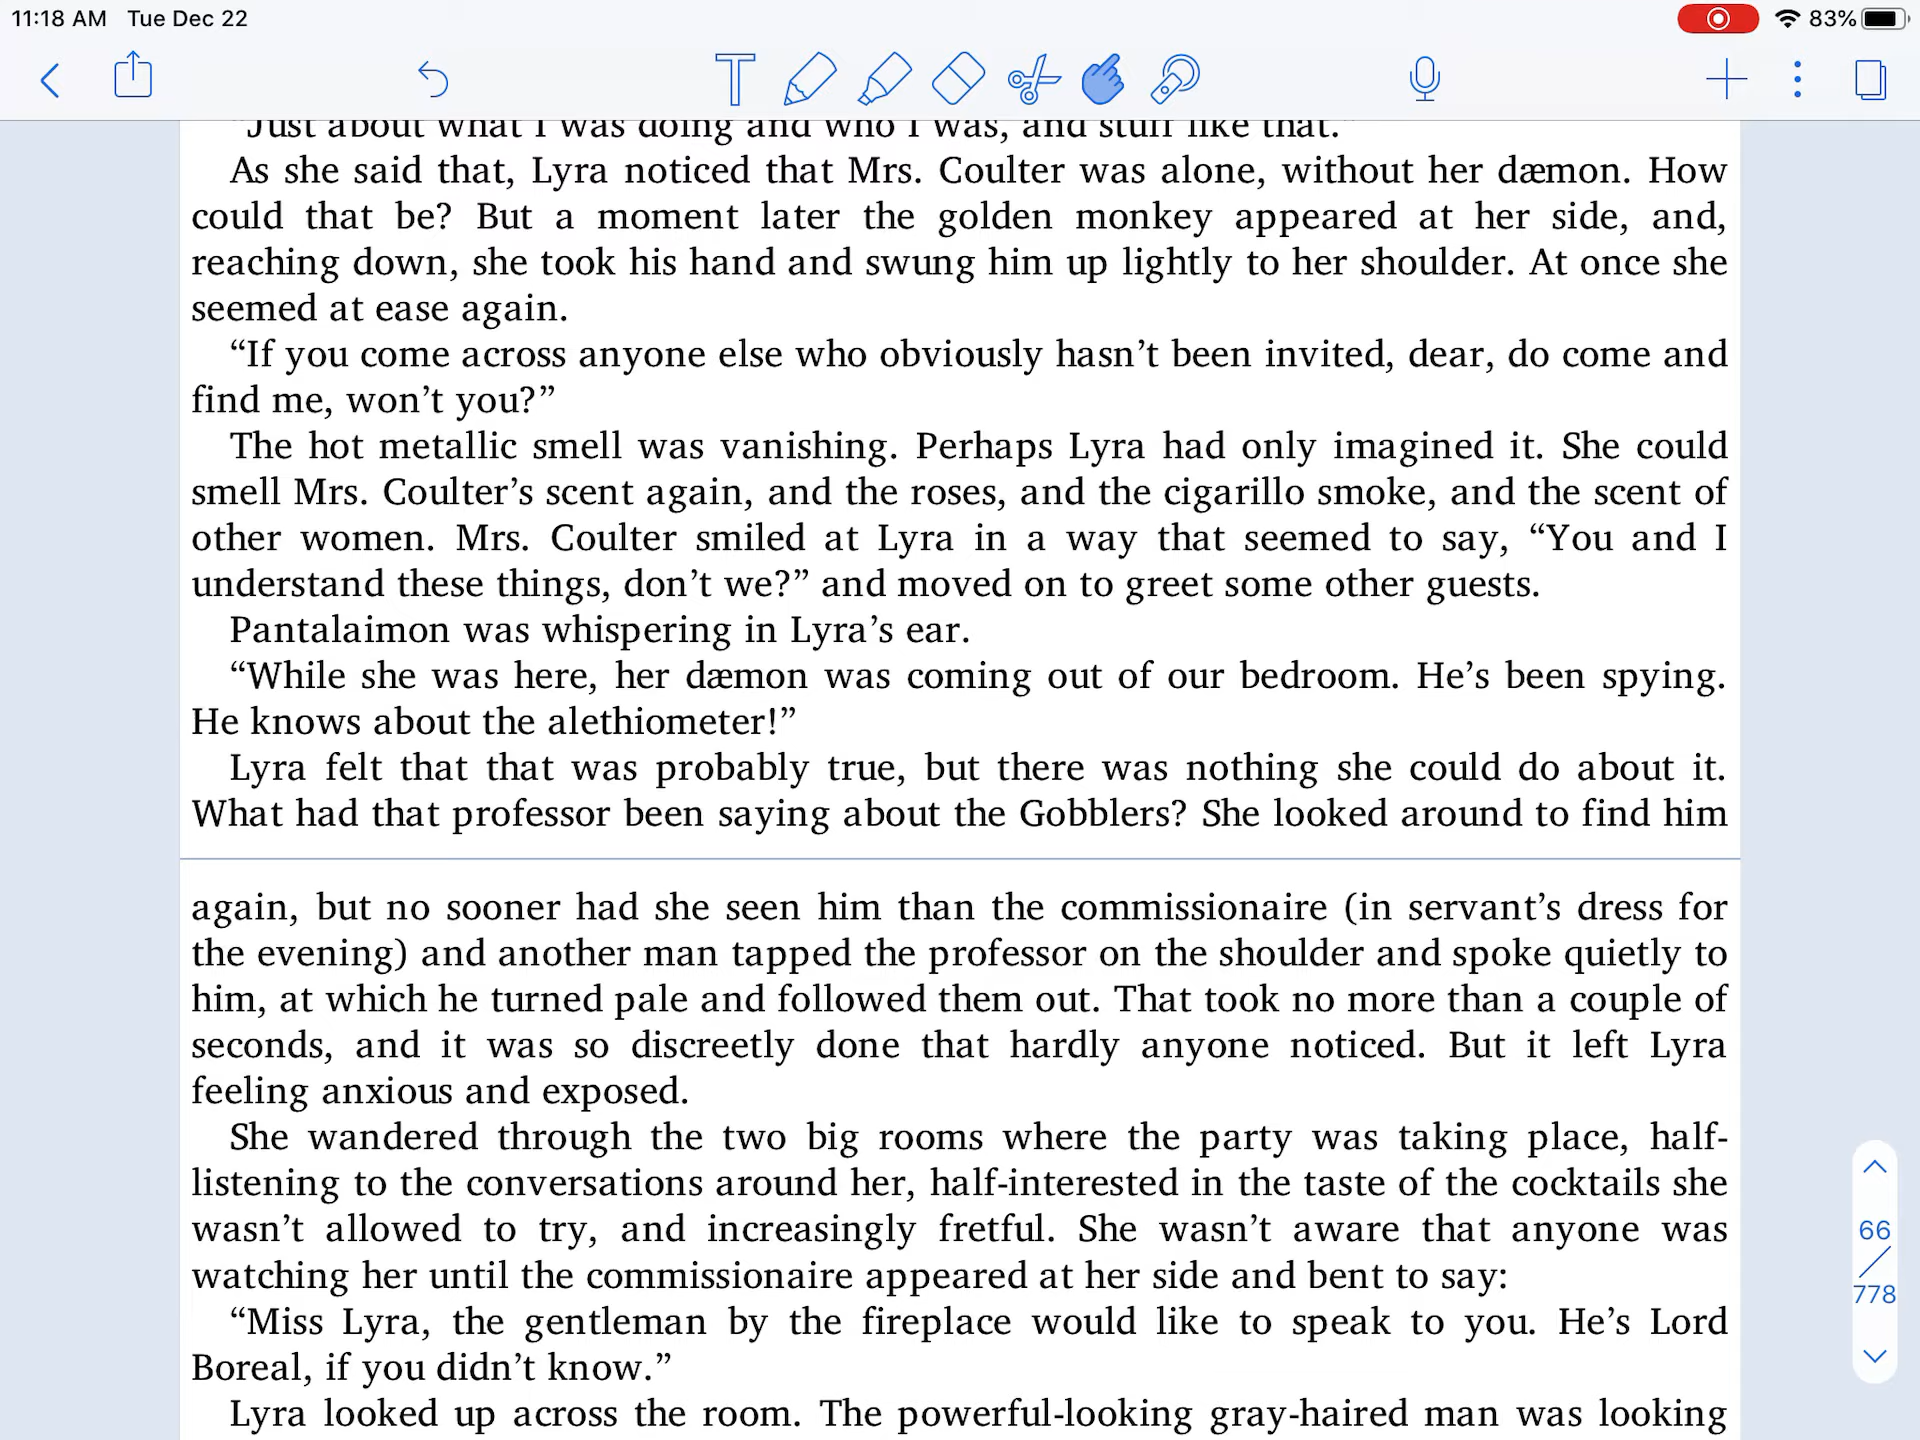 11:18 AM Tue Dec 22
83%
“Just about what I was doing and who I was, and stuff like that.”
As she said that, Lyra noticed that Mrs. Coulter was alone, without her dæmon. How
could that be? But a moment later the golden monkey appeared at her side, and,
reaching down, she took his hand and swung him up lightly to her shoulder. At once she
seemed at ease again.
“If you come across anyone else who obviously hasn’t been invited, dear, do come and
find me, won’t you?”
The hot metallic smell was vanishing. Perhaps Lyra had only imagined it. She could
smell Mrs. Coulter’s scent again, and the roses, and the cigarillo smoke, and the scent of
other women. Mrs. Coulter smiled at Lyra in a way that seemed to say, “You and I
understand these things, don’t we?” and moved on to greet some other guests.
Pantalaimon was whispering in Lyra’s ear.
“While she was here, her dæmon was coming out of our bedroom. He’s been spying.
He knows about the alethiometer!”
Lyra felt that that was probably true, but there was nothing she could do about it.
What had that professor been saying about the Gobblers? She looked around to find him
again, but no sooner had she seen him than the commissionaire (in servant’s dress for
the evening) and another man tapped the professor on the shoulder and spoke quietly to
him, at which he turned pale and followed them out. That took no more than a couple of
seconds, and it was so discreetly done that hardly anyone noticed. But it left Lyra
feeling anxious and exposed.
She wandered through the two big rooms where the party was taking place, half-
listening to the conversations around her, half-interested in the taste of the cocktails she
wasn’t allowed to try, and increasingly fretful. She wasn’t aware that anyone was
watching her until the commissionaire appeared at her side and bent to say:
“Miss Lyra, the gentleman by the fireplace would like to speak to you. He’s Lord
Boreal, if you didn’t know.”
Lyra looked up across the room. The powerful-looking gray-haired man was looking
66
778